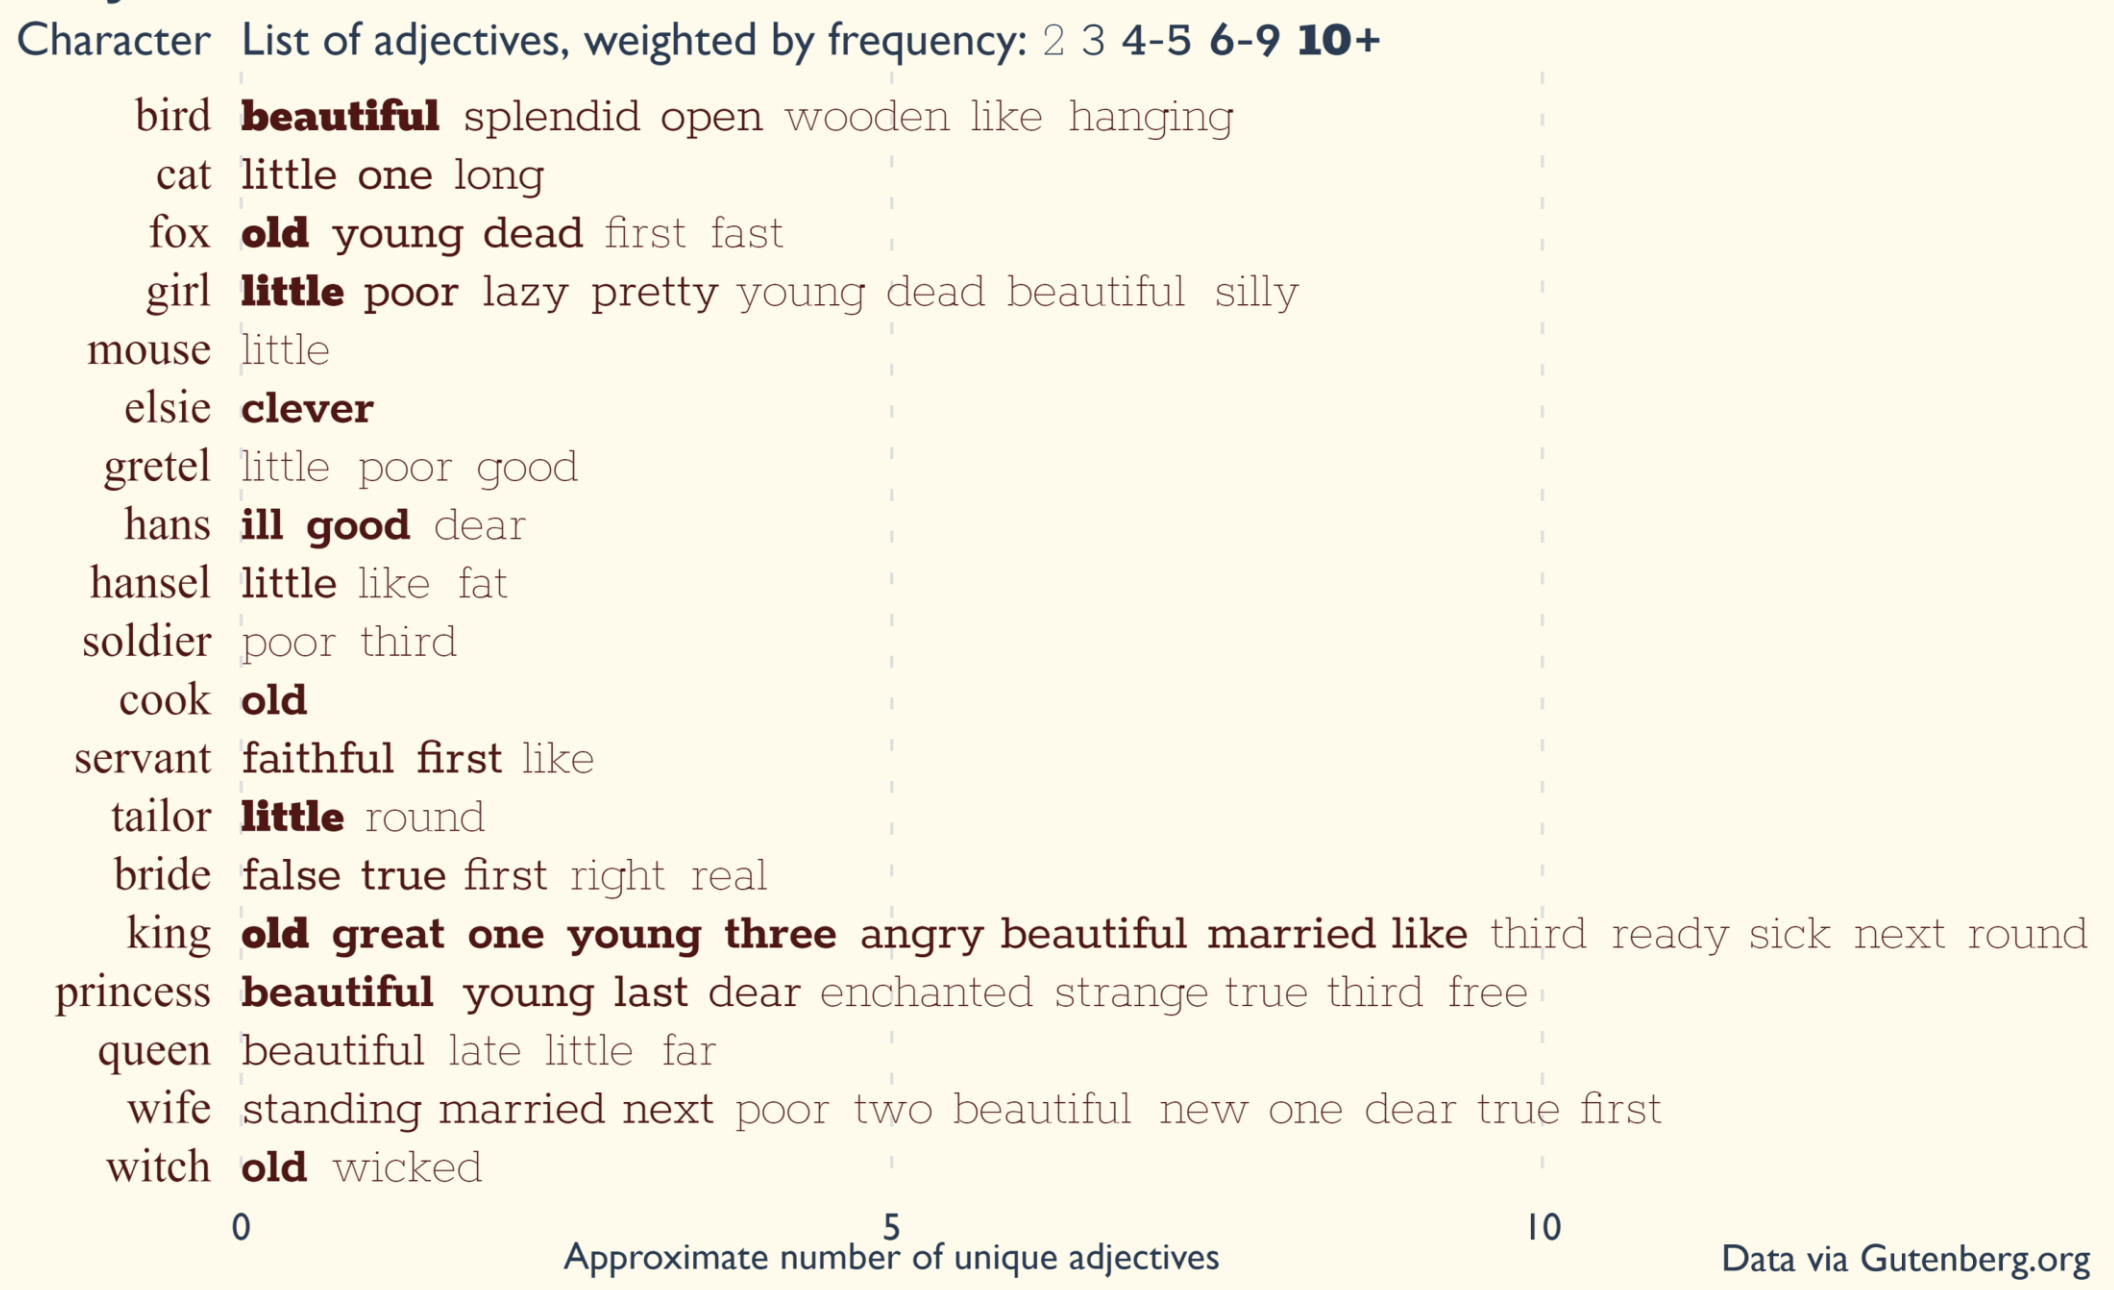 Character List of adjectives, weighted by frequency: 2 3 4-5 6-9 10+
bird beautiful splendid open wooden like hanging
cat little one long
fox old young dead first fast
girl little poor lazy pretty young dead beautiful silly
mouse little
elsie clever
gretel little poor good
hans ill good dear
hansel little like fat
soldier poor third
cook old
servant faithful first like
tailor little round
bride false true first right real
king old great one young three angry beautiful married like third ready sick next round
princess beautiful young last dear enchanted strange true third free
queen beautiful late little far
wife standing married next poor two beautiful new one dear true first
witch old wicked
0 5 10
Approximate number of unique adjectives
Data via Gutenberg.org